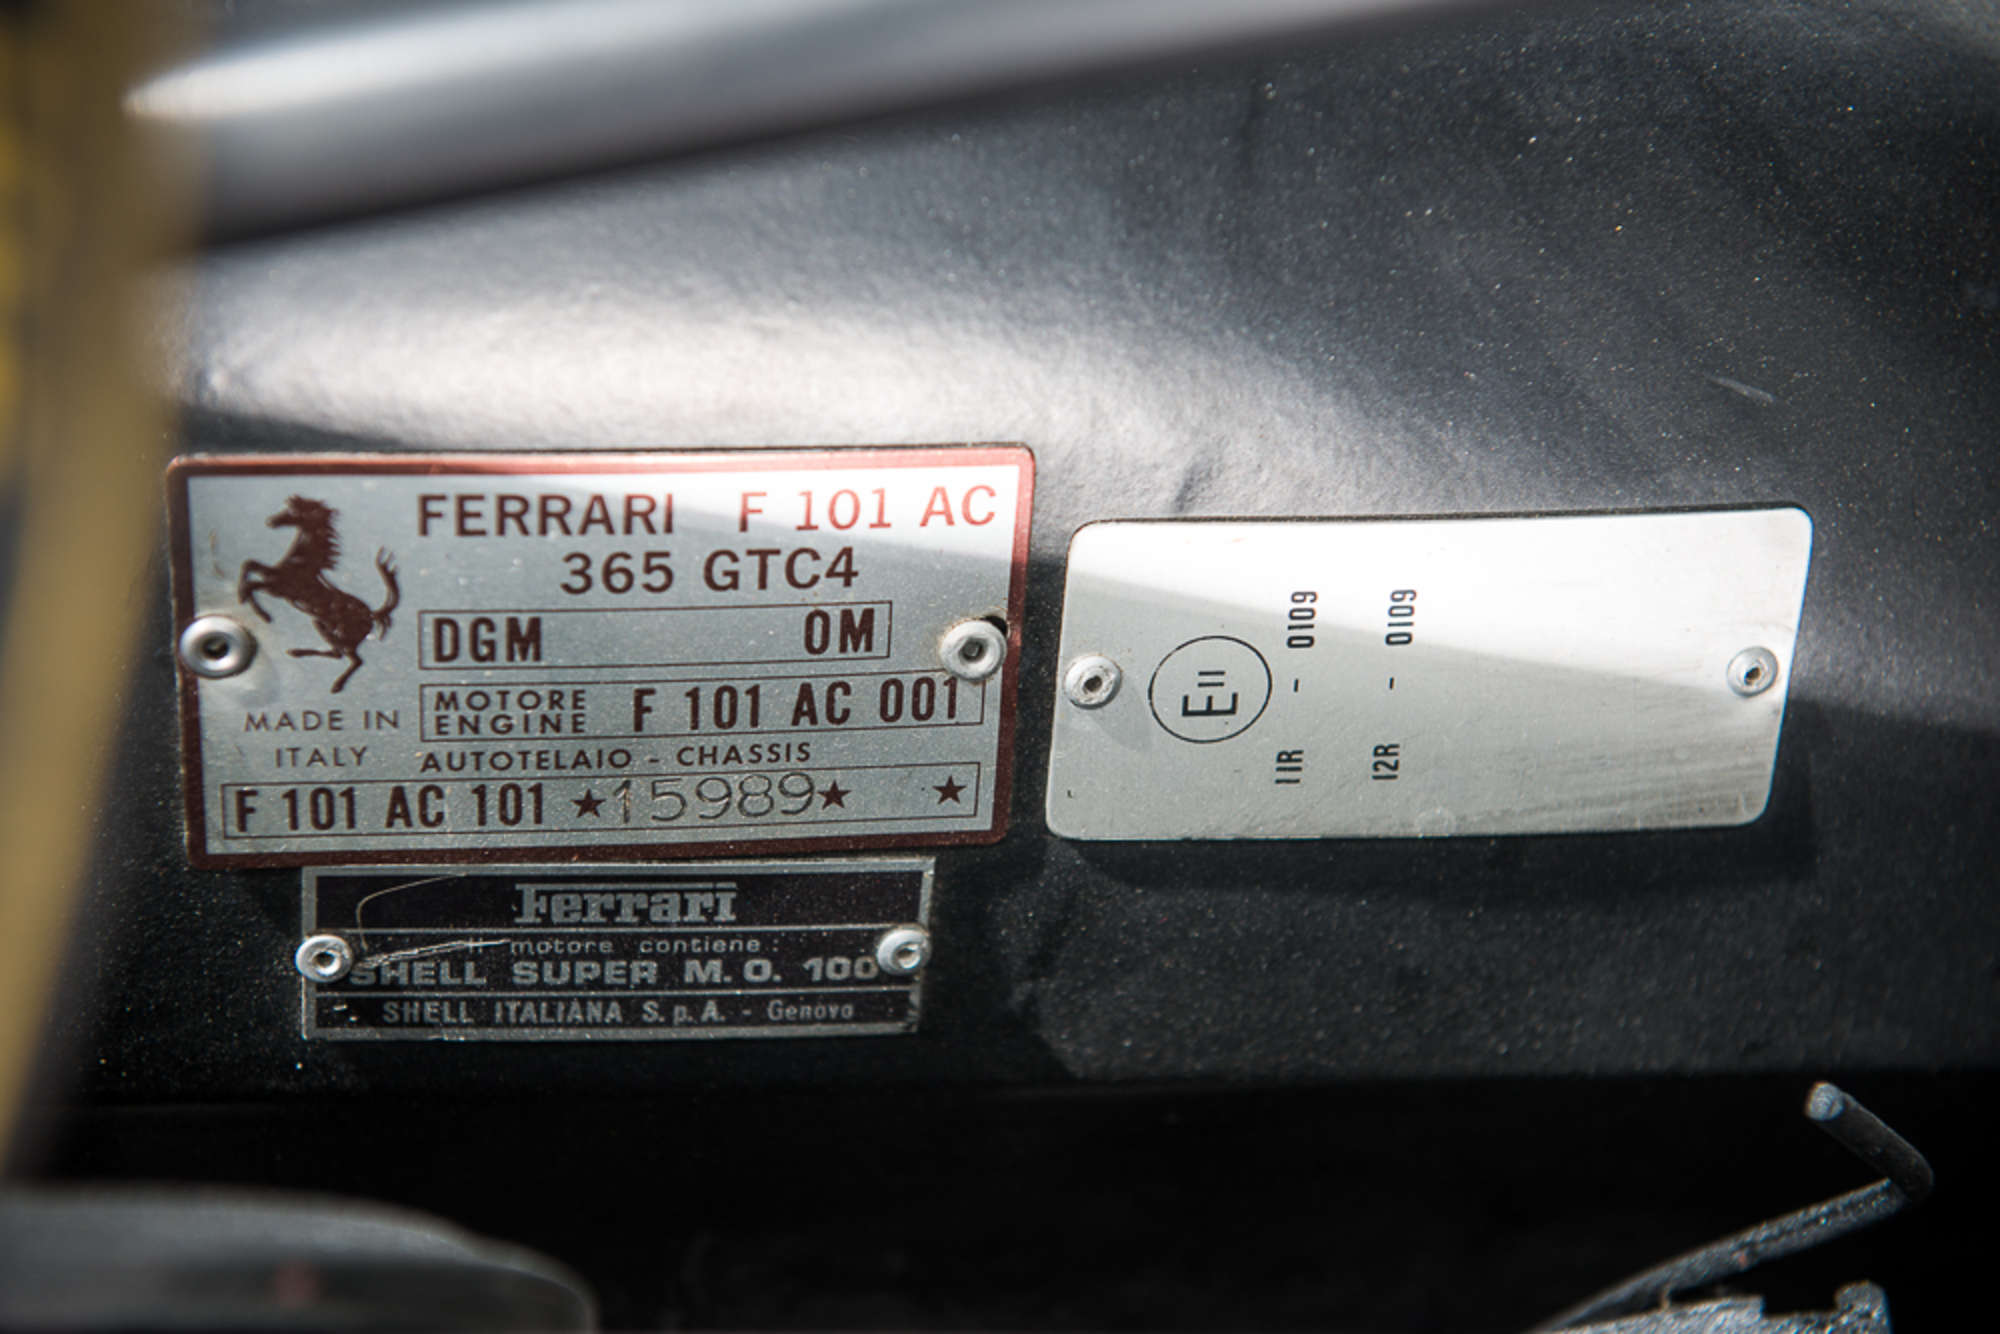 FERRARI F 101 AC
365 GTC4
DGM OM
MOTORE
ENGINE
F 101 AC 001
MADE IN
ITALY
AUTOTELAIO - CHASSIS
F 101 AC 101 ★15989★ ★
Ferrari
Il motore contiene:
SHELL SUPER M.O. 100
SHELL ITALIANA S.p.A. - Genova
E11
11R - 0109
12R - 0109